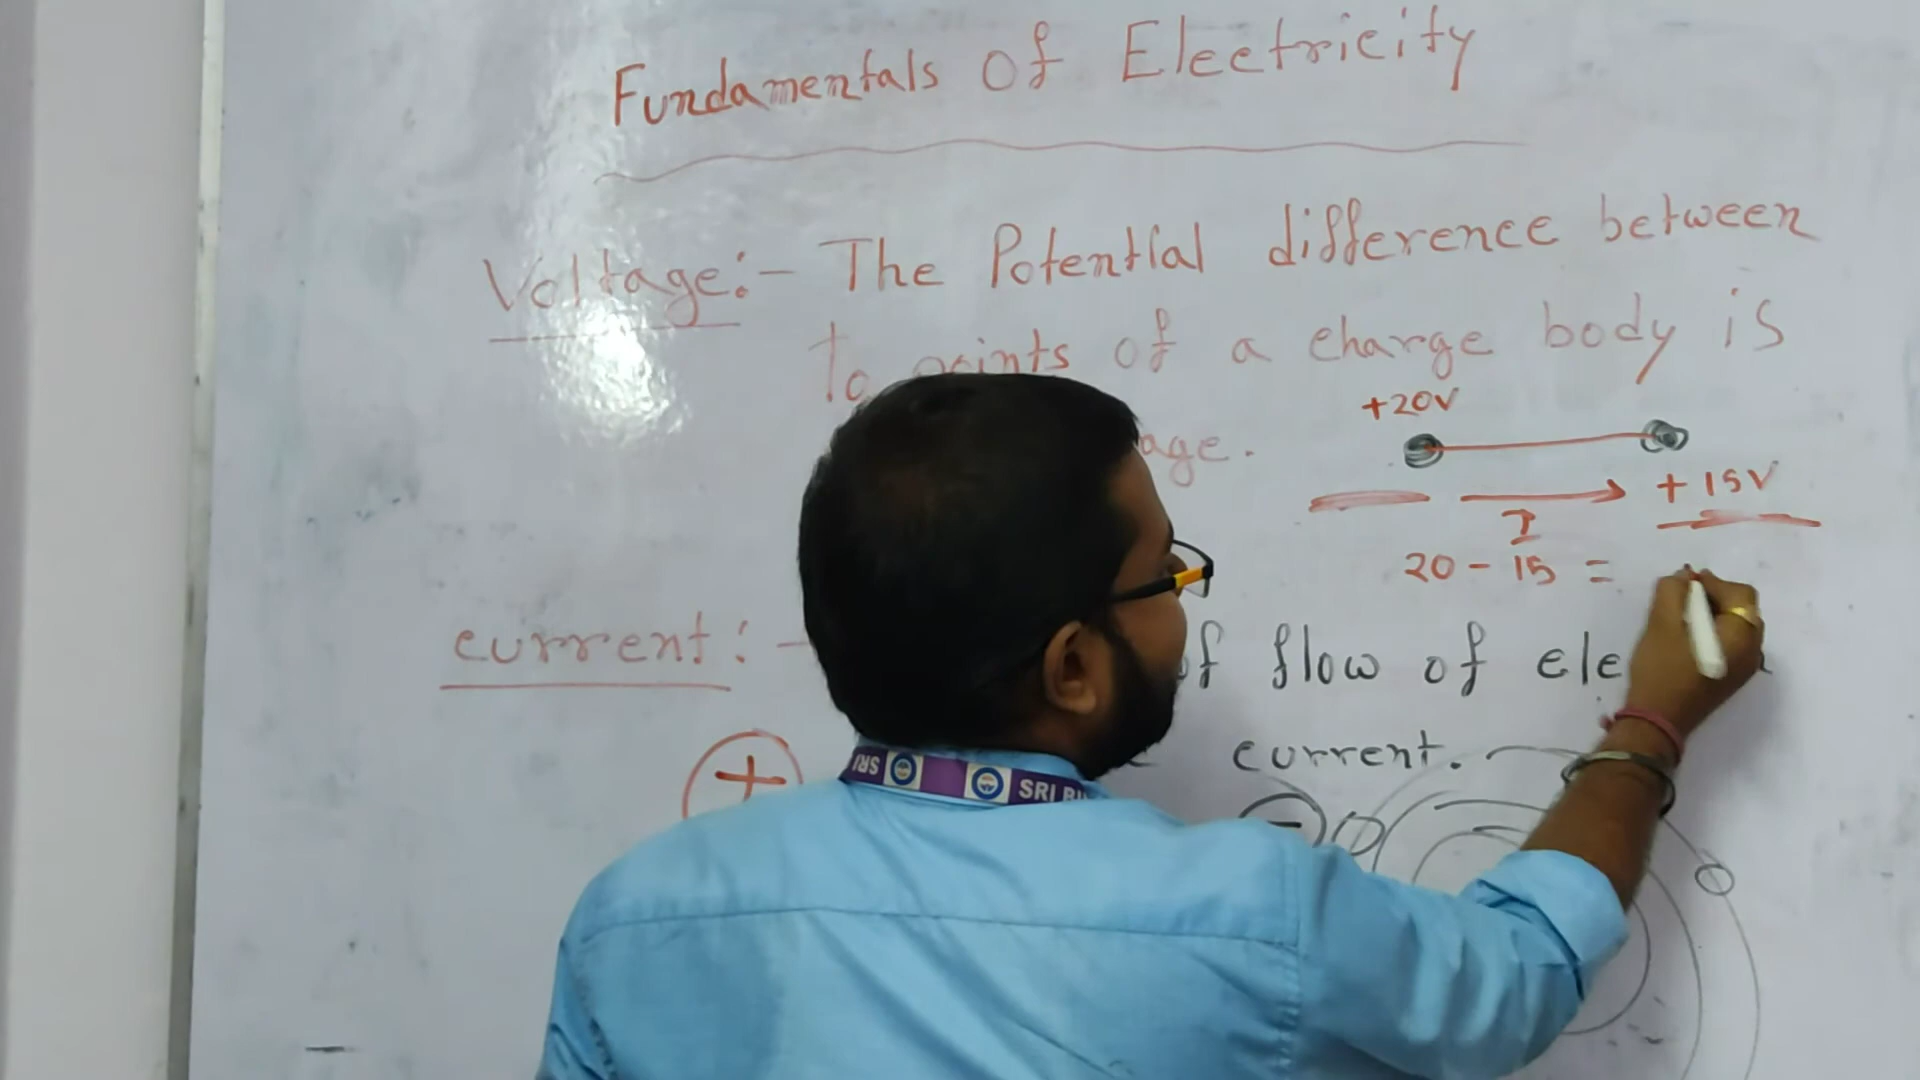 Fundamentals Of Electricity
Voltage:- The Potential difference between
To points of a charge body is
age.
+20V
+ 15V
I
20 - 15 =
current: - of flow of ele
current.
+
-
SRI
SRI